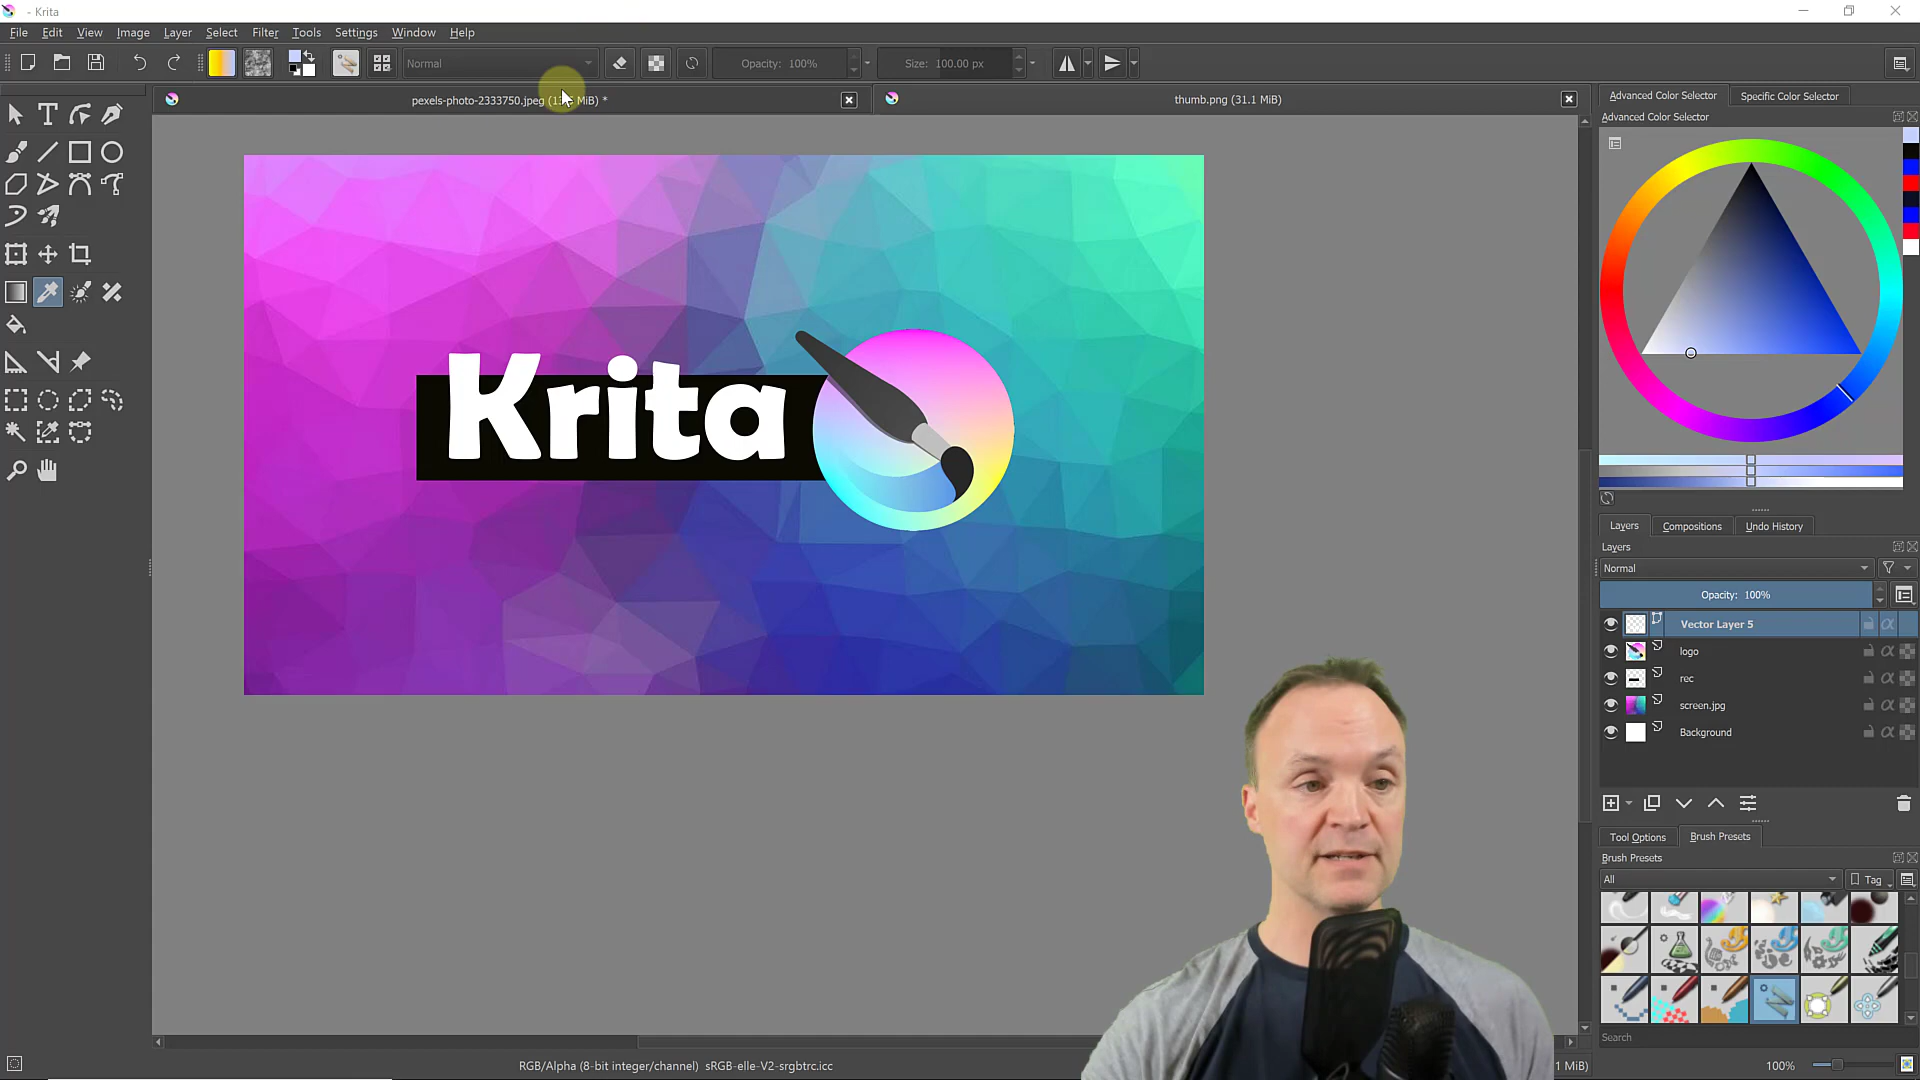 - Krita
File Edit View Image Layer Select Filter Tools Settings Window Help
Normal Opacity: 100% Size: 100.00 px
pexels-photo-2333750.jpeg MiB) *
thumb.png (31.1 MiB)
Advanced Color Selector Specific Color Selector
Advanced Color Selector
Krita
Layers Compositions Undo History
Layers
Normal
Opacity: 100%
Vector Layer 5
logo
rec
screen.jpg
Background
Tool Options Brush Presets
Brush Presets
All Tag
Search
RGB/Alpha (8-bit integer/channel) sRGB-elle-V2-srgbtrc.icc
1 MiB) 100%